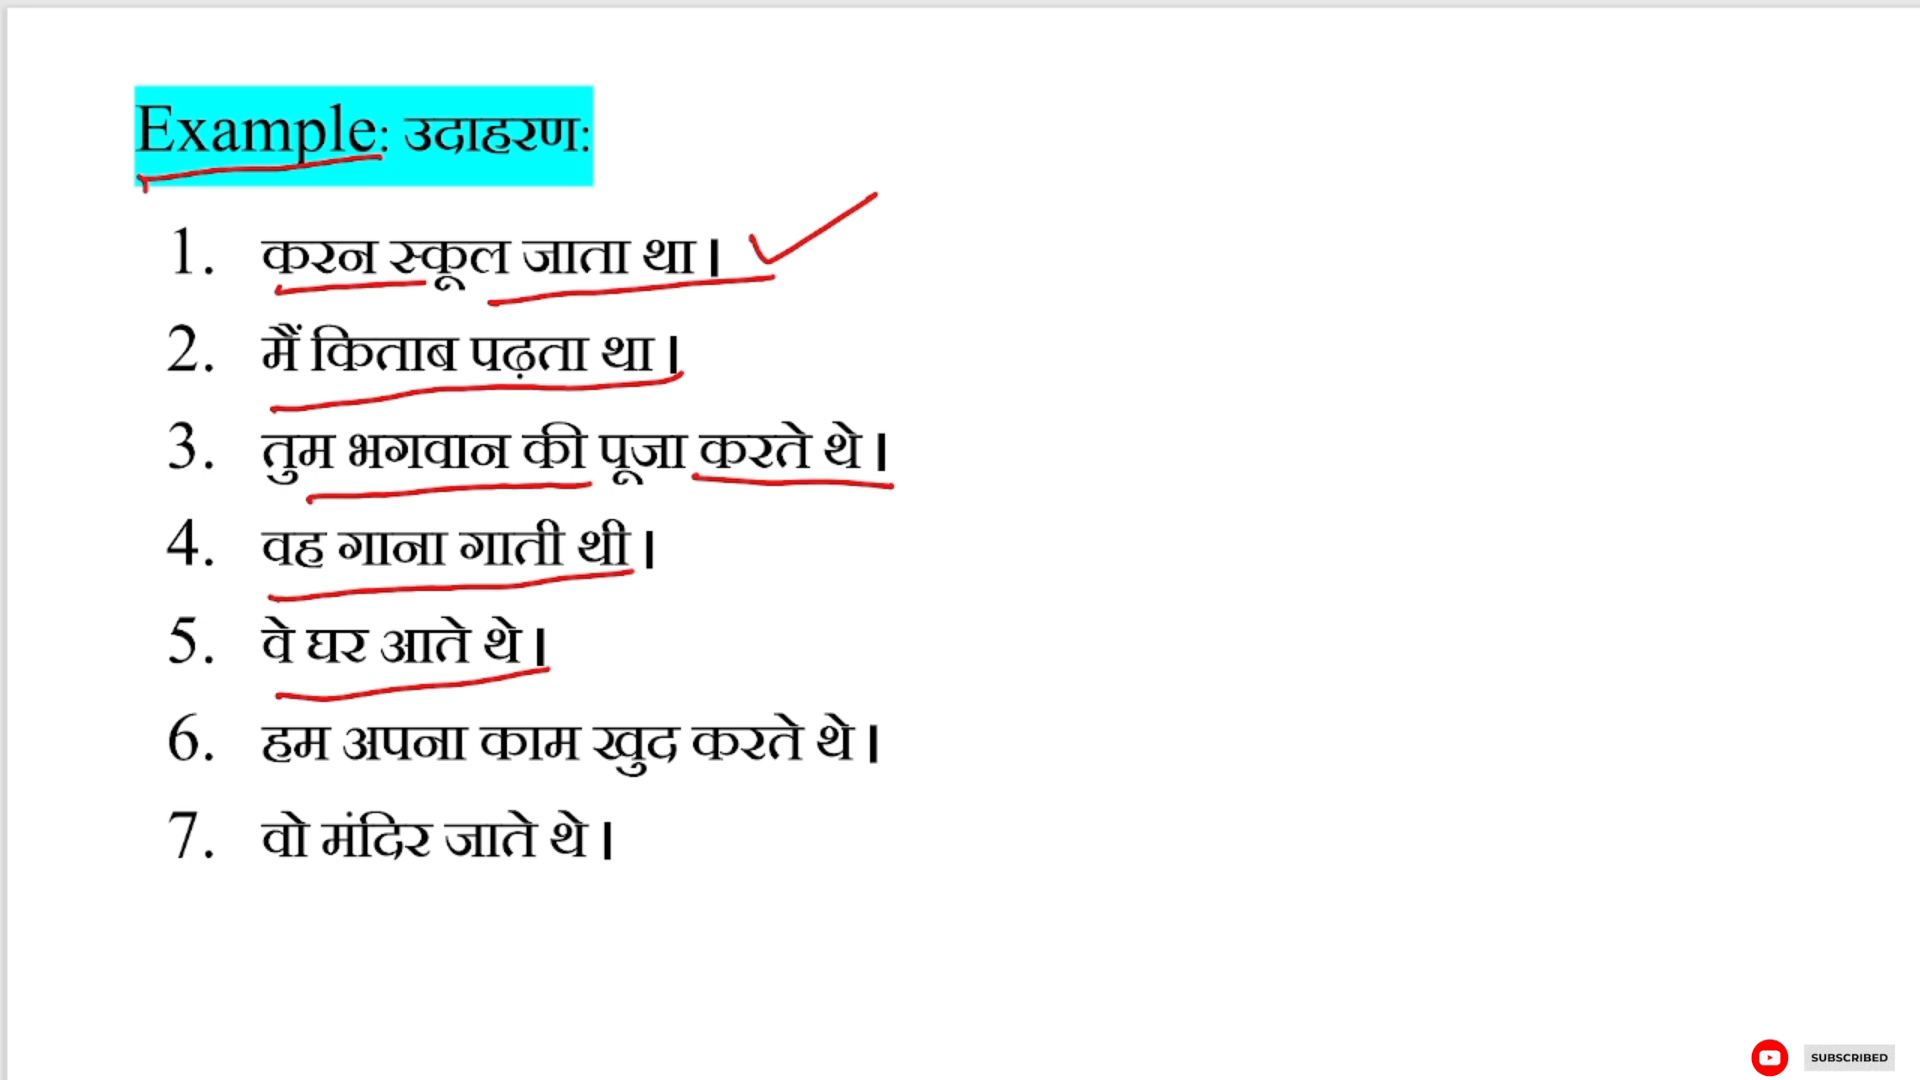 Example: उदाहरण:
1. करन स्कूल जाता था।
2. मैं किताब पढ़ता था।
3. तुम भगवान की पूजा करते थे।
4. वह गाना गाती थी।
5. वे घर आते थे।
6. हम अपना काम खुद करते थे।
7. वो मंदिर जाते थे।
SUBSCRIBED